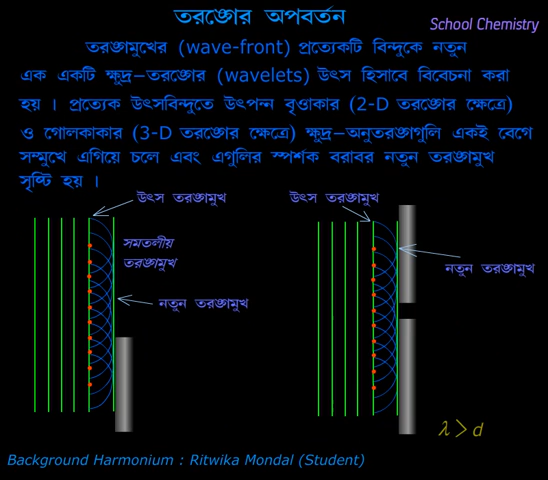 তরঙ্গের অপবর্তন
School Chemistry
তরঙ্গমুখের (wave-front) প্রত্যেকটি বিন্দুকে নতুন
এক একটি ক্ষুদ্র-তরঙ্গের (wavelets) উৎস হিসাবে বিবেচনা করা
হয় । প্রত্যেক উৎসবিন্দুতে উৎপন্ন বৃত্তাকার (2-D তরঙ্গের ক্ষেত্রে)
ও গোলকাকার (3-D তরঙ্গের ক্ষেত্রে) ক্ষুদ্র-অনুতরঙ্গগুলি একই বেগে
সম্মুখে এগিয়ে চলে এবং এগুলির স্পর্শক বরাবর নতুন তরঙ্গমুখ
সৃষ্টি হয় ।
উৎস তরঙ্গমুখ
উৎস তরঙ্গমুখ
সমতলীয়
তরঙ্গমুখ
নতুন তরঙ্গমুখ
নতুন তরঙ্গমুখ
λ > d
Background Harmonium : Ritwika Mondal (Student)